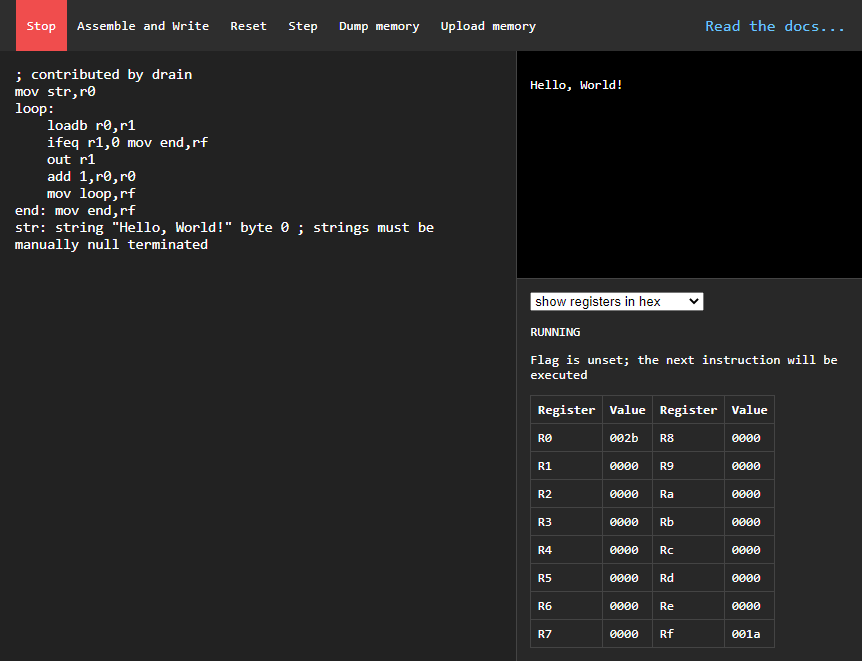 Stop Assemble and Write Reset Step Dump memory Upload memory Read the docs...
; contributed by drain
mov str,r0
loop:
    loadb r0,r1
    ifeq r1,0 mov end,rf
    out r1
    add 1,r0,r0
    mov loop,rf
end: mov end,rf
str: string "Hello, World!" byte 0 ; strings must be
manually null terminated
Hello, World!
show registers in hex
RUNNING
Flag is unset; the next instruction will be
executed
Register Value Register Value
R0 002b R8 0000
R1 0000 R9 0000
R2 0000 Ra 0000
R3 0000 Rb 0000
R4 0000 Rc 0000
R5 0000 Rd 0000
R6 0000 Re 0000
R7 0000 Rf 001a